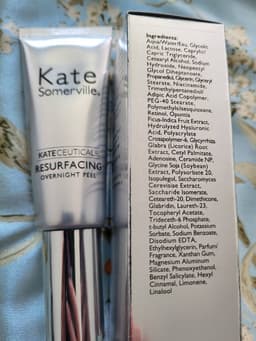 Kate
Somerville®
KATECEUTICALS
RESURFACING
OVERNIGHT PEEL
Ingredients:
Aqua/Water/Eau, Glycolic
Acid, Lactose, Caprylic/
Capric Triglyceride,
Cetearyl Alcohol, Sodium
Hydroxide, Neopentyl
Glycol Diheptanoate,
Propanediol, Glycerin, Glyceryl
Stearate, Niacinamide,
Trimethylpentanediol/
Adipic Acid Copolymer,
PEG-40 Stearate,
Polymethylsilsesquioxane,
Retinol, Opuntia
Ficus-Indica Fruit Extract,
Hydrolyzed Hyaluronic
Acid, Polyacrylate
Crosspolymer-6, Glycyrrhiza
Glabra (Licorice) Root
Extract, Cetyl Palmitate,
Adenosine, Ceramide NP,
Glycine Soja (Soybean)
Extract, Polysorbate 20,
Isopulegol, Saccharomyces
Cerevisiae Extract,
Saccharide Isomerate,
Ceteareth-20, Dimethicone,
Glabridin, Laureth-23,
Tocopheryl Acetate,
Trideceth-6 Phosphate,
t-butyl Alcohol, Potassium
Sorbate, Sodium Benzoate,
Disodium EDTA,
Ethylhexylglycerin, Parfum/
Fragrance, Xanthan Gum,
Magnesium Aluminum
Silicate, Phenoxyethanol,
Benzyl Salicylate, Hexyl
Cinnamal, Limonene,
Linalool